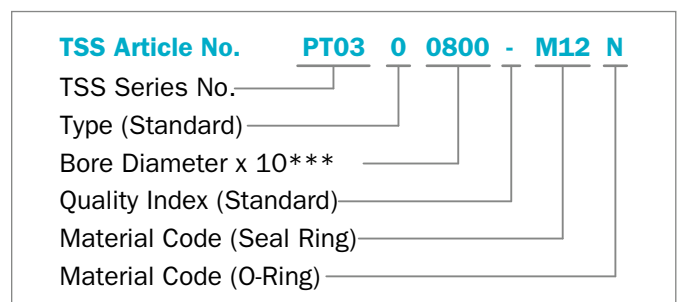 TSS Article No. PT03 0 0800 - M12 N
TSS Series No.
Type (Standard)
Bore Diameter x 10***
Quality Index (Standard)
Material Code (Seal Ring)
Material Code (O-Ring)